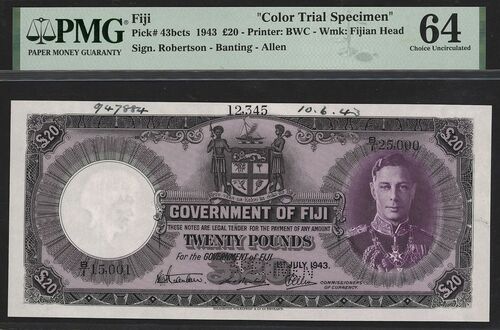 PMG
PAPER MONEY GUARANTY
Fiji "Color Trial Specimen"
Pick# 43bcts 1943 £20 - Printer: BWC - Wmk: Fijian Head
Sign. Robertson - Banting - Allen
64
Choice Uncirculated
947884 12,345 10.6.43
£20 £20
B/1 25,000
GOVERNMENT OF FIJI
THESE NOTES ARE LEGAL TENDER FOR THE PAYMENT OF ANY AMOUNT
TWENTY POUNDS
For the GOVERNMENT OF FIJI
B/1 15,001
1ST JULY 1943.
COMMISSIONERS OF CURRENCY.
£20 £20